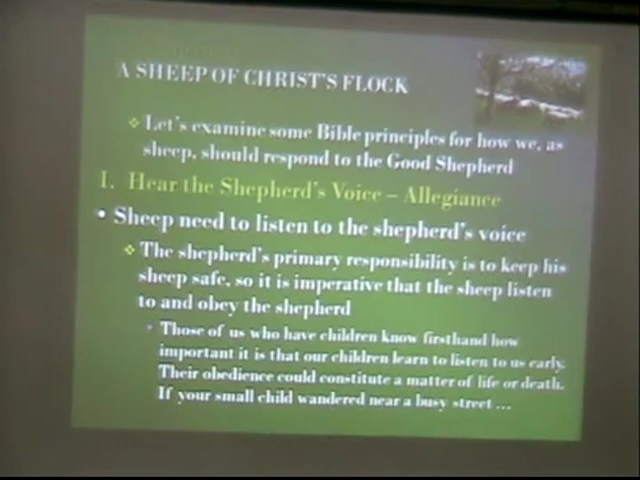 A SHEEP OF CHRIST'S FLOCK
Let's examine some Bible principles for how we, as
sheep, should respond to the Good Shepherd
I. Hear the Shepherd's Voice – Allegiance
• Sheep need to listen to the shepherd's voice
The shepherd's primary responsibility is to keep his
sheep safe, so it is imperative that the sheep listen
to and obey the shepherd
• Those of us who have children know firsthand how
important it is that our children learn to listen to us early.
Their obedience could constitute a matter of life or death.
If your small child wandered near a busy street ...